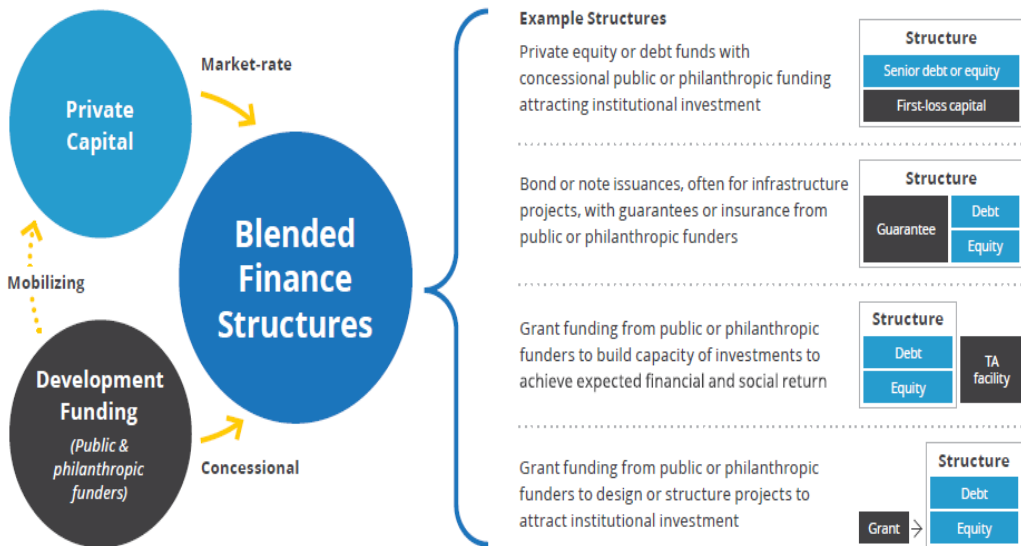 Market-rate
Private
Capital
Blended
Finance
Structures
Mobilizing
Development
Funding
(Public &
philanthropic
funders)
Concessional
Example Structures
Private equity or debt funds with
concessional public or philanthropic funding
attracting institutional investment
Structure
Senior debt or equity
First-loss capital
Bond or note issuances, often for infrastructure
projects, with guarantees or insurance from
public or philanthropic funders
Structure
Guarantee
Debt
Equity
Grant funding from public or philanthropic
funders to build capacity of investments to
achieve expected financial and social return
Structure
Debt
Equity
TA
facility
Grant funding from public or philanthropic
funders to design or structure projects to
attract institutional investment
Structure
Grant
Debt
Equity